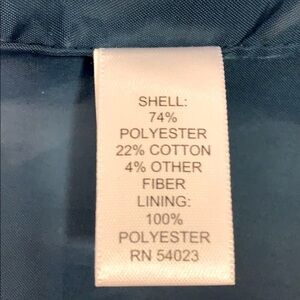 SHELL:
74%
POLYESTER
22% COTTON
4% OTHER
FIBER
LINING:
100%
POLYESTER
RN 54023